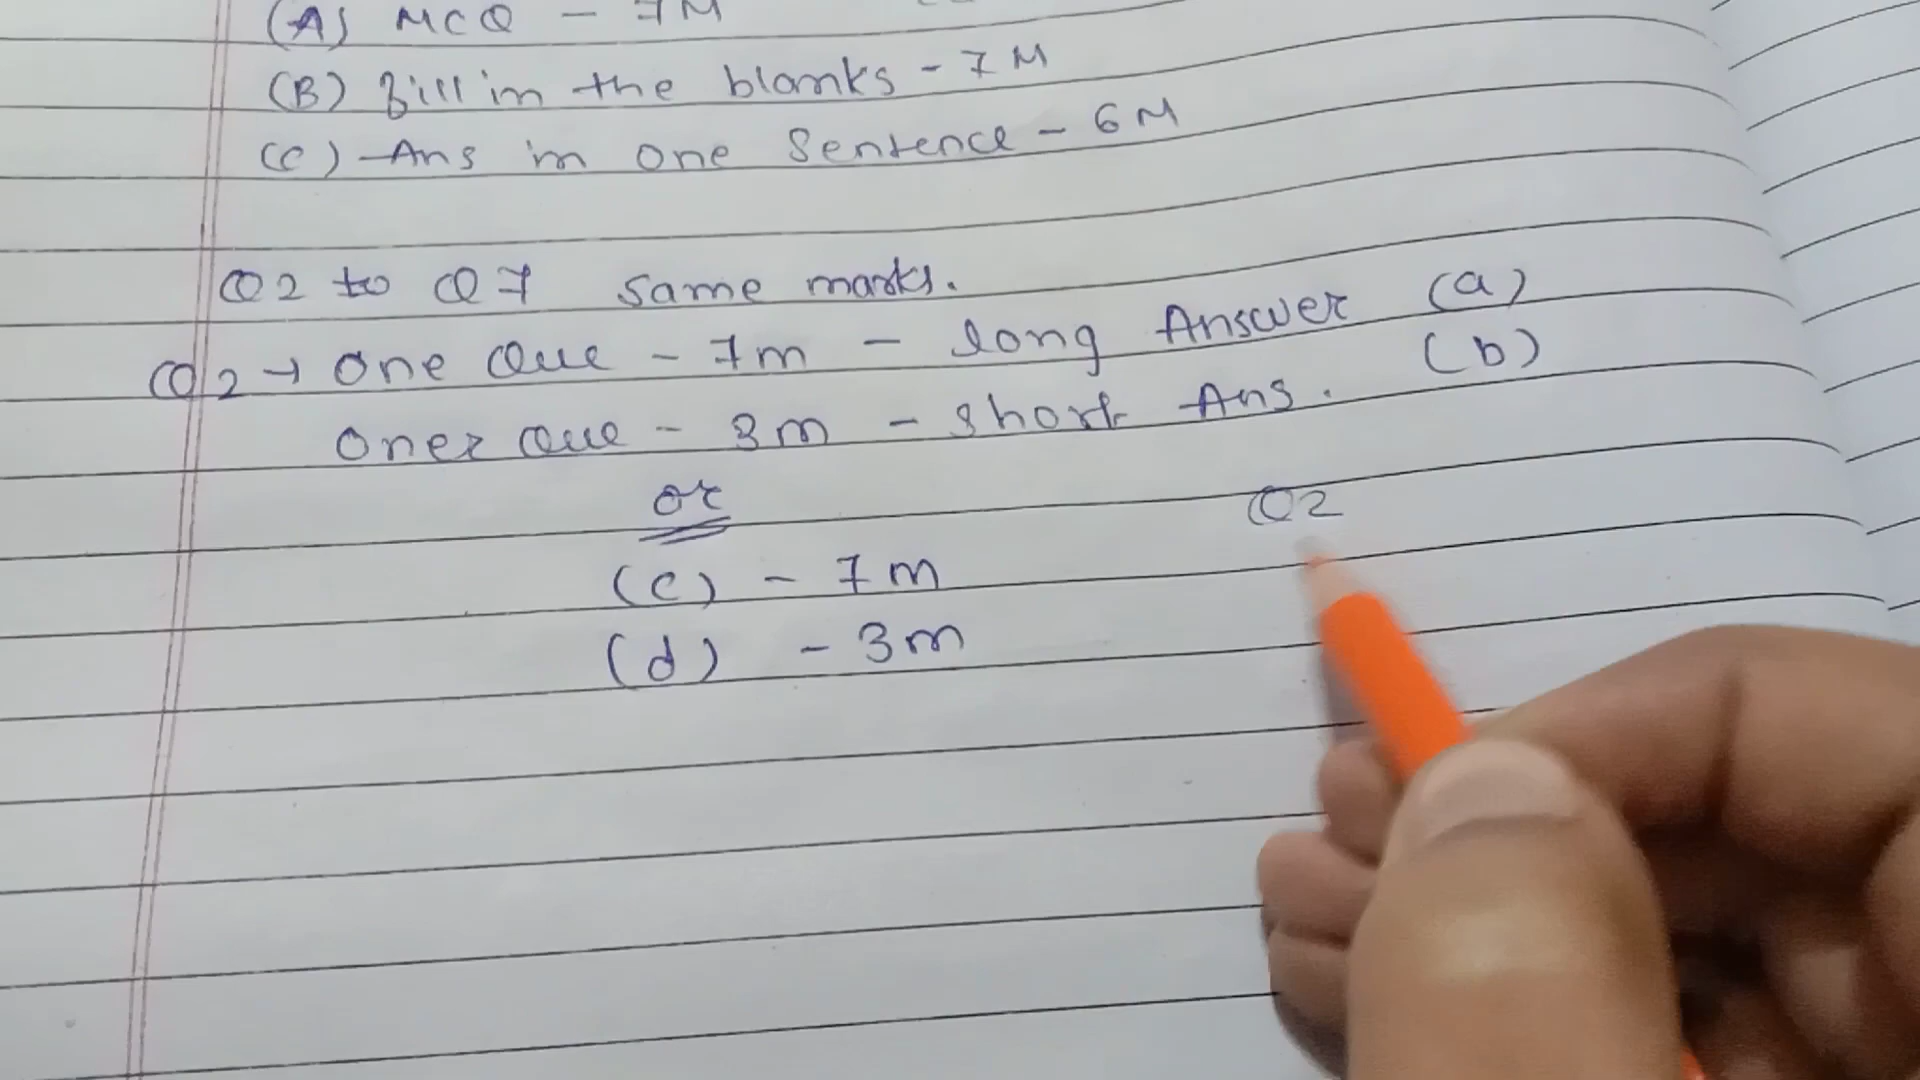 (A) MCQ - 7M
(B) Fill in the blanks - 7M
(C) Ans in one Sentence - 6M
Q2 to Q7 same marks.
Q2 → One Que - 7m - long Answer (a)
One Que - 3m - short Ans. (b)
or
(c) - 7m
(d) - 3m
Q2